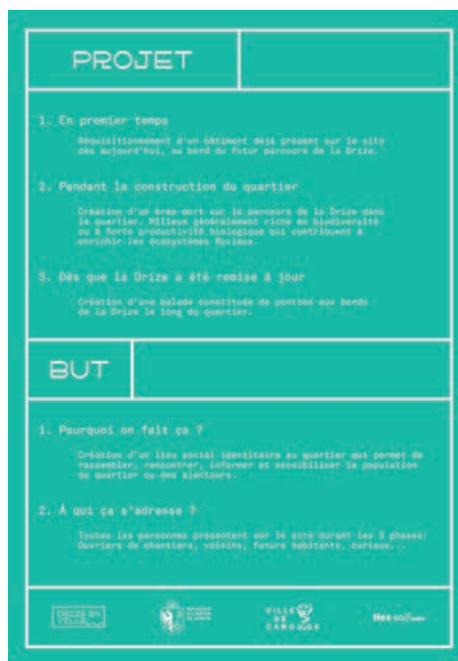 PROJET
1. En premier temps
Réquisitionnement d'un bâtiment déjà présent sur le site
dès aujourd'hui, au bord du futur parcours de la Drize.
2. Pendant la construction du quartier
Création d'un bras-mort sur le parcours de la Drize dans
le quartier. Milieux généralement riche en biodiversité
ou à forte productivité biologique qui contribuent à
enrichir les écosystèmes fluviaux.
3. Dès que la Drize a été remise à jour
Création d'une balade constituée de pontons aux bords
de la Drize le long du quartier.
BUT
1. Pourquoi on fait ça ?
Création d'un lieu social identitaire au quartier qui permet de
rassembler, rencontrer, informer et sensibiliser la population
de quartier ou des alentours.
2. À qui ça s'adresse ?
Toutes les personnes présentent sur le site durant les 3 phases:
Ouvriers de chantiers, voisins, futurs habitants, curieux...
DRIZE EN
VILLE
VILLE
DE
CAROUGE
Hes·so